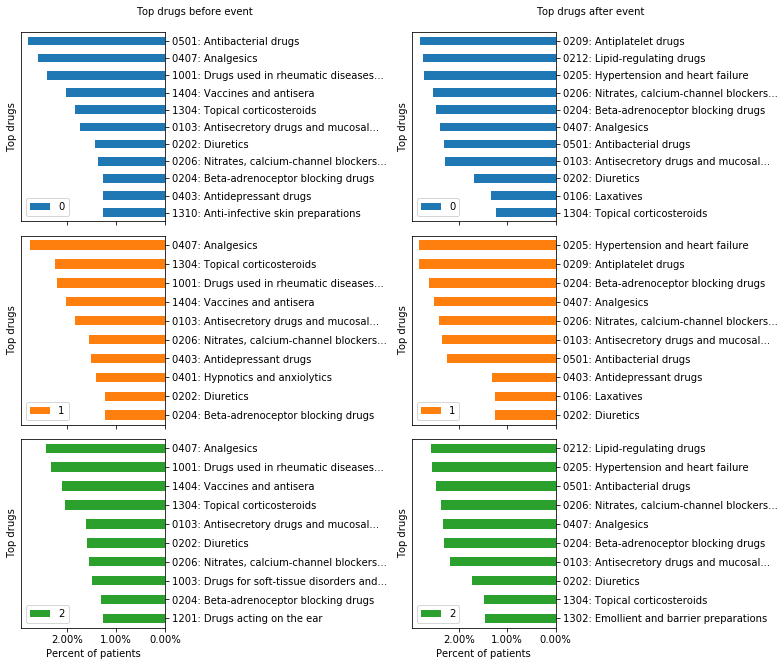 Top drugs before event
Top drugs
0501: Antibacterial drugs
0407: Analgesics
1001: Drugs used in rheumatic diseases...
1404: Vaccines and antisera
1304: Topical corticosteroids
0103: Antisecretory drugs and mucosal...
0202: Diuretics
0206: Nitrates, calcium-channel blockers...
0204: Beta-adrenoceptor blocking drugs
0403: Antidepressant drugs
1310: Anti-infective skin preparations
0
Top drugs
0407: Analgesics
1304: Topical corticosteroids
1001: Drugs used in rheumatic diseases...
1404: Vaccines and antisera
0103: Antisecretory drugs and mucosal...
0206: Nitrates, calcium-channel blockers...
0403: Antidepressant drugs
0401: Hypnotics and anxiolytics
0202: Diuretics
0204: Beta-adrenoceptor blocking drugs
1
Top drugs
0407: Analgesics
1001: Drugs used in rheumatic diseases...
1404: Vaccines and antisera
1304: Topical corticosteroids
0103: Antisecretory drugs and mucosal...
0202: Diuretics
0206: Nitrates, calcium-channel blockers...
1003: Drugs for soft-tissue disorders and...
0204: Beta-adrenoceptor blocking drugs
1201: Drugs acting on the ear
2
2.00% 1.00% 0.00%
Percent of patients
Top drugs after event
Top drugs
0209: Antiplatelet drugs
0212: Lipid-regulating drugs
0205: Hypertension and heart failure
0206: Nitrates, calcium-channel blockers...
0204: Beta-adrenoceptor blocking drugs
0407: Analgesics
0501: Antibacterial drugs
0103: Antisecretory drugs and mucosal...
0202: Diuretics
0106: Laxatives
1304: Topical corticosteroids
0
Top drugs
0205: Hypertension and heart failure
0209: Antiplatelet drugs
0204: Beta-adrenoceptor blocking drugs
0407: Analgesics
0206: Nitrates, calcium-channel blockers...
0103: Antisecretory drugs and mucosal...
0501: Antibacterial drugs
0403: Antidepressant drugs
0106: Laxatives
0202: Diuretics
1
Top drugs
0212: Lipid-regulating drugs
0205: Hypertension and heart failure
0501: Antibacterial drugs
0206: Nitrates, calcium-channel blockers...
0407: Analgesics
0204: Beta-adrenoceptor blocking drugs
0103: Antisecretory drugs and mucosal...
0202: Diuretics
1304: Topical corticosteroids
1302: Emollient and barrier preparations
2
2.00% 1.00% 0.00%
Percent of patients